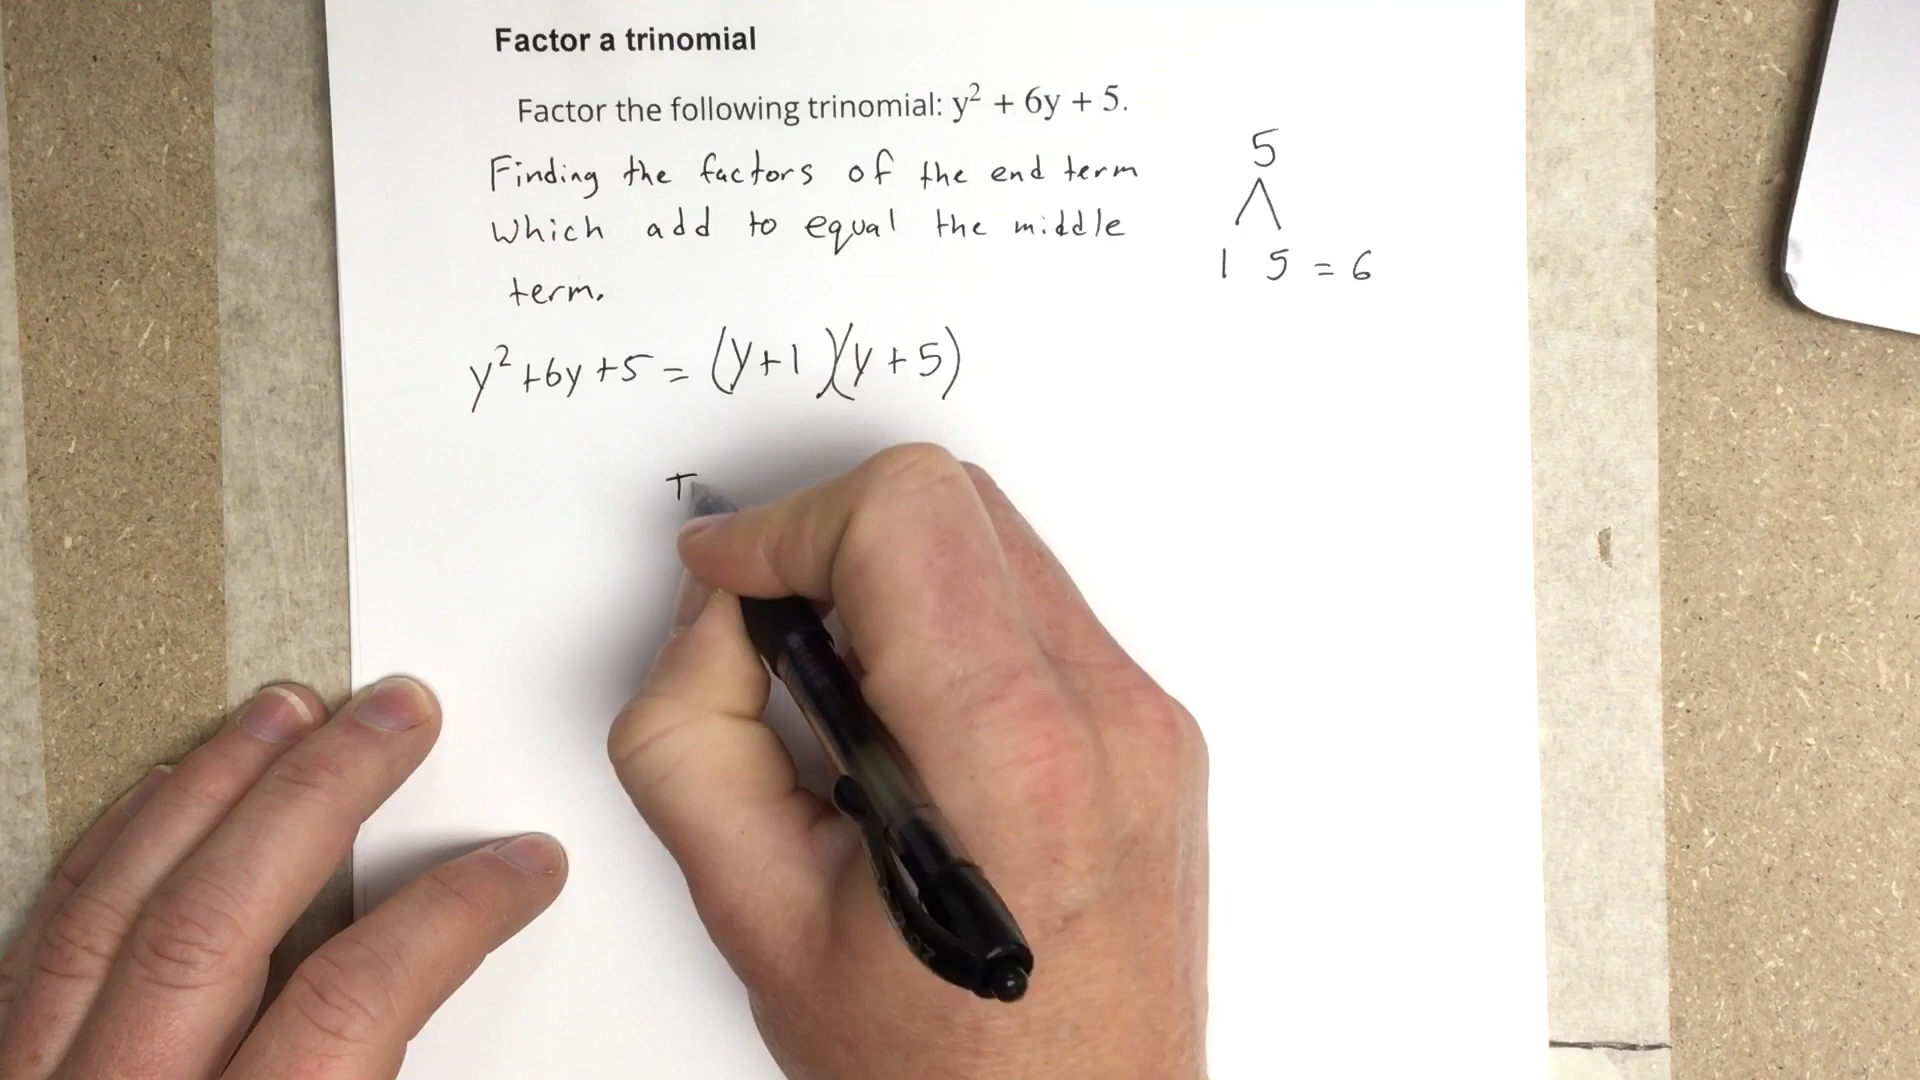 Factor a trinomial
Factor the following trinomial: y² + 6y + 5.
Finding the factors of the end term
which add to equal the middle
term.
y²+6y+5 = (y+1)(y+5)
T
5
1 5 = 6